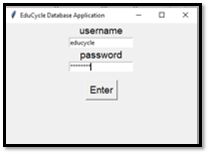 EduCycle Database Application
username
educycle
password
********
Enter